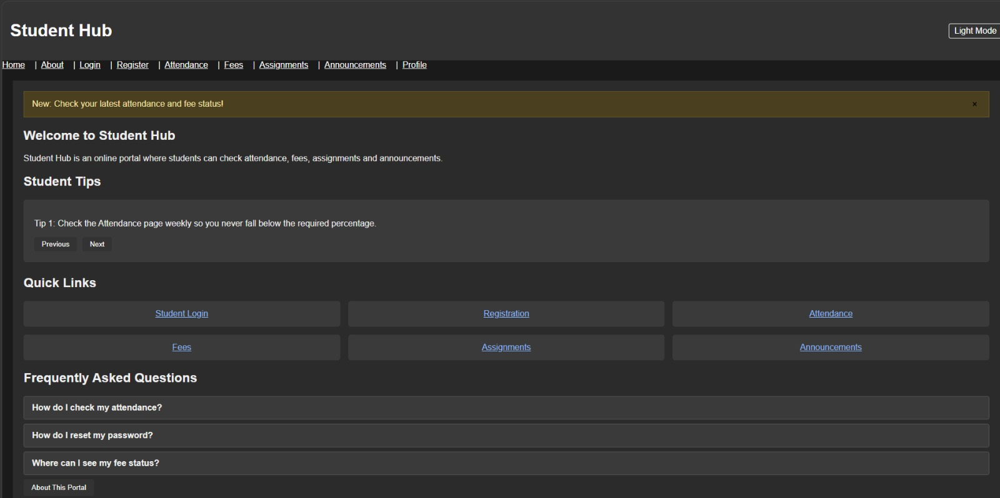 Student Hub
Light Mode
Home | About | Login | Register | Attendance | Fees | Assignments | Announcements | Profile
New: Check your latest attendance and fee status!
×
Welcome to Student Hub
Student Hub is an online portal where students can check attendance, fees, assignments and announcements.
Student Tips
Tip 1: Check the Attendance page weekly so you never fall below the required percentage.
Previous Next
Quick Links
Student Login Registration Attendance
Fees Assignments Announcements
Frequently Asked Questions
How do I check my attendance?
How do I reset my password?
Where can I see my fee status?
About This Portal